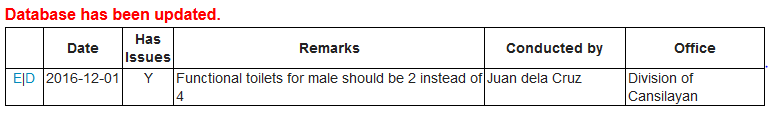 Database has been updated.
Date Has Issues Remarks Conducted by Office
E|D 2016-12-01 Y Functional toilets for male should be 2 instead of 4 Juan dela Cruz Division of Cansilayan